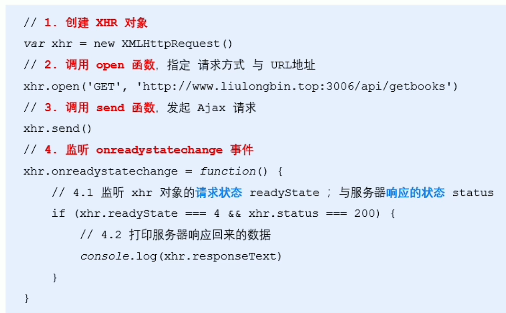 // 1. 创建 XHR 对象
var xhr = new XMLHttpRequest()
// 2. 调用 open 函数，指定 请求方式 与 URL地址
xhr.open('GET', 'http://www.liulongbin.top:3006/api/getbooks')
// 3. 调用 send 函数，发起 Ajax 请求
xhr.send()
// 4. 监听 onreadystatechange 事件
xhr.onreadystatechange = function() {
    // 4.1 监听 xhr 对象的请求状态 readyState ；与服务器响应的状态 status
    if (xhr.readyState === 4 && xhr.status === 200) {
        // 4.2 打印服务器响应回来的数据
        console.log(xhr.responseText)
    }
}